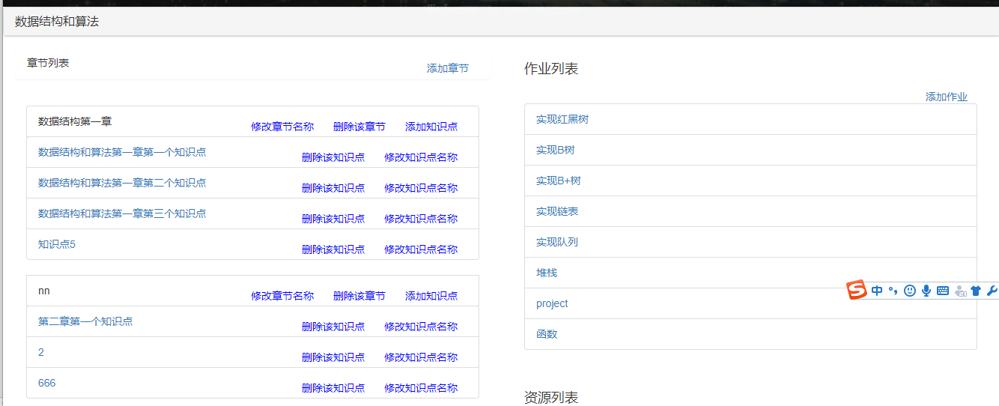 数据结构和算法
章节列表
添加章节
数据结构第一章 修改章节名称 删除该章节 添加知识点
数据结构和算法第一章第一个知识点 删除该知识点 修改知识点名称
数据结构和算法第一章第二个知识点 删除该知识点 修改知识点名称
数据结构和算法第一章第三个知识点 删除该知识点 修改知识点名称
知识点5 删除该知识点 修改知识点名称
nn 修改章节名称 删除该章节 添加知识点
第二章第一个知识点 删除该知识点 修改知识点名称
2 删除该知识点 修改知识点名称
666 删除该知识点 修改知识点名称
作业列表
添加作业
实现红黑树
实现B树
实现B+树
实现链表
实现队列
堆栈
project
函数
资源列表
S 中 °,